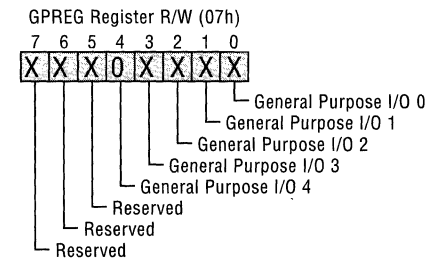 GPREG Register R/W (07h)
7 6 5 4 3 2 1 0
X X X 0 X X X X
General Purpose I/O 0
General Purpose I/O 1
General Purpose I/O 2
General Purpose I/O 3
General Purpose I/O 4
Reserved
Reserved
Reserved